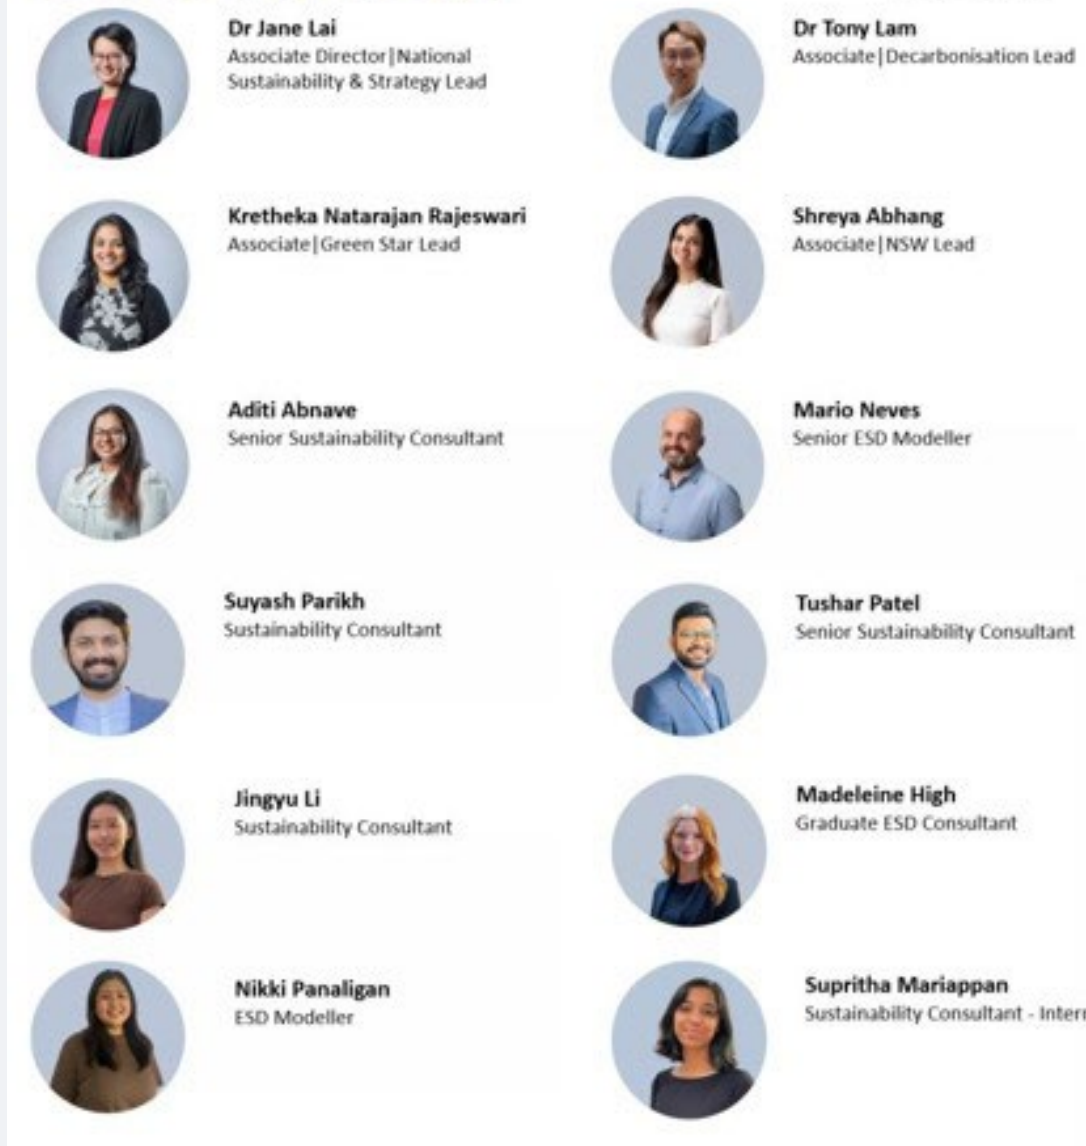 Dr Jane Lai
Associate Director|National
Sustainability & Strategy Lead
Dr Tony Lam
Associate|Decarbonisation Lead
Kretheka Natarajan Rajeswari
Associate|Green Star Lead
Shreya Abhang
Associate|NSW Lead
Aditi Abnave
Senior Sustainability Consultant
Mario Neves
Senior ESD Modeller
Suyash Parikh
Sustainability Consultant
Tushar Patel
Senior Sustainability Consultant
Jingyu Li
Sustainability Consultant
Madeleine High
Graduate ESD Consultant
Nikki Panaligan
ESD Modeller
Supritha Mariappan
Sustainability Consultant - Inter